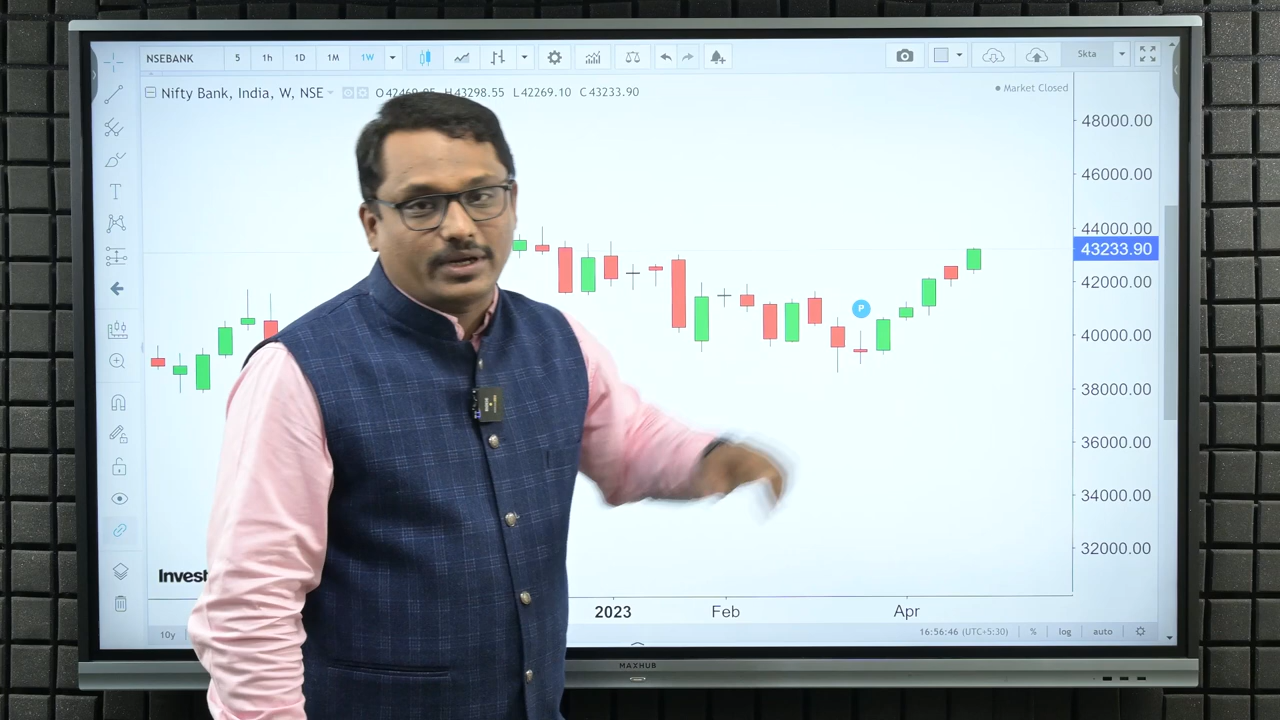 NSEBANK 5 1h 1D 1M 1W Skta
Nifty Bank, India, W, NSE H43298.55 L42269.10 C43233.90
Market Closed
48000.00
46000.00
44000.00
43233.90
42000.00
40000.00
38000.00
36000.00
34000.00
32000.00
P
Invest
2023 Feb Apr
10y 16:56:46 (UTC+5:30) % log auto
MAXHUB